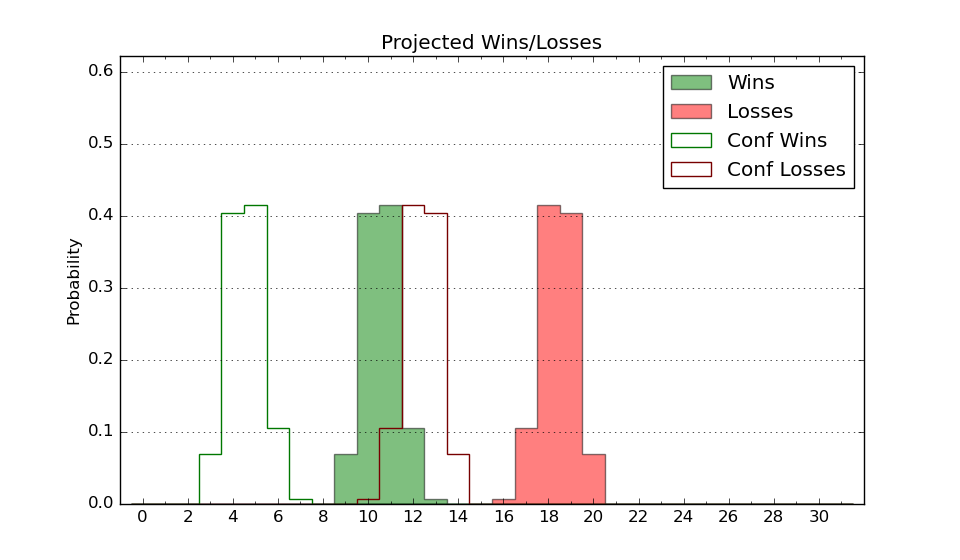 Projected Wins/Losses
0.6
0.5
0.4
0.3
0.2
0.1
0.0
Probability
Wins
Losses
Conf Wins
Conf Losses
0 2 4 6 8 10 12 14 16 18 20 22 24 26 28 30